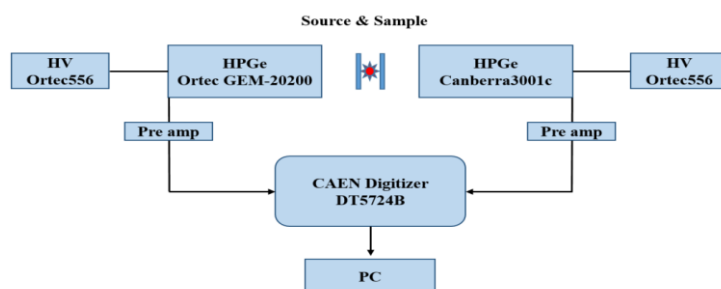 Source & Sample
HV
Ortec556
HPGe
Ortec GEM-20200
HPGe
Canberra3001c
HV
Ortec556
Pre amp
Pre amp
CAEN Digitizer
DT5724B
PC